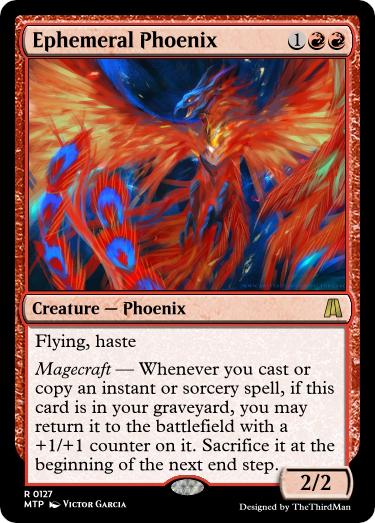 Ephemeral Phoenix 1
Creature — Phoenix
Flying, haste
Magecraft — Whenever you cast or
copy an instant or sorcery spell, if this
card is in your graveyard, you may
return it to the battlefield with a
+1/+1 counter on it. Sacrifice it at the
beginning of the next end step.
2/2
R 0127
MTP Victor Garcia
Designed by TheThirdMan